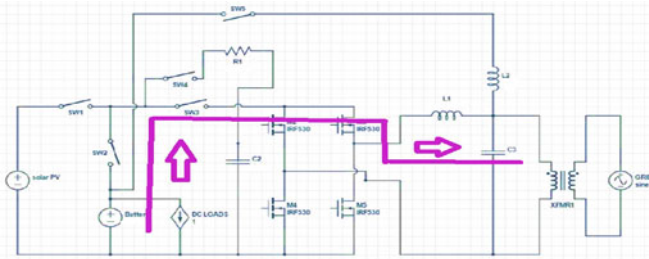 SW5
R1
SW4
L2
SW1
SW3
L1
IRF530
IRF530
SW2
C2
C3
solar PV
Batter
DC LOADS
1
M4
IRF530
M5
IRF530
XFMR1
GRI
sine